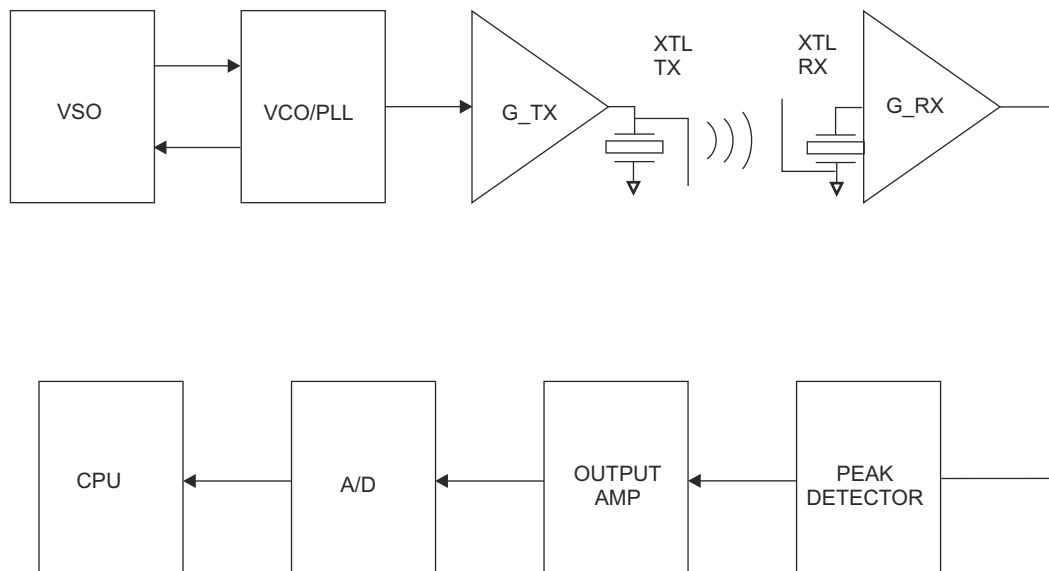 VSO
VCO/PLL
G_TX
XTL
TX
XTL
RX
G_RX
CPU
A/D
OUTPUT
AMP
PEAK
DETECTOR